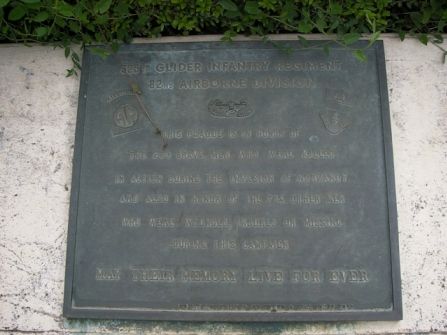 325TH GLIDER INFANTRY REGIMENT
82ND AIRBORNE DIVISION
THIS PLAQUE IS IN HONOR OF
THE BRAVE MEN WHO WERE KILLED
IN ACTION DURING THE INVASION OF NORMANDY
AND ALSO IN HONOR OF THE OTHER MEN
WHO WERE WOUNDED, INJURED OR MISSING
DURING THIS CAMPAIGN
MAY THEIR MEMORY LIVE FOR EVER